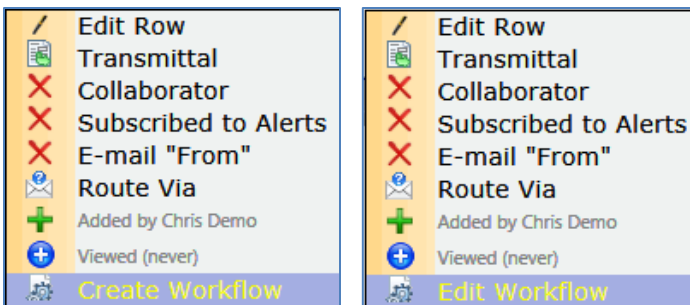 Edit Row
Transmittal
Collaborator
Subscribed to Alerts
E-mail "From"
Route Via
Added by Chris Demo
Viewed (never)
Create Workflow
Edit Row
Transmittal
Collaborator
Subscribed to Alerts
E-mail "From"
Route Via
Added by Chris Demo
Viewed (never)
Edit Workflow